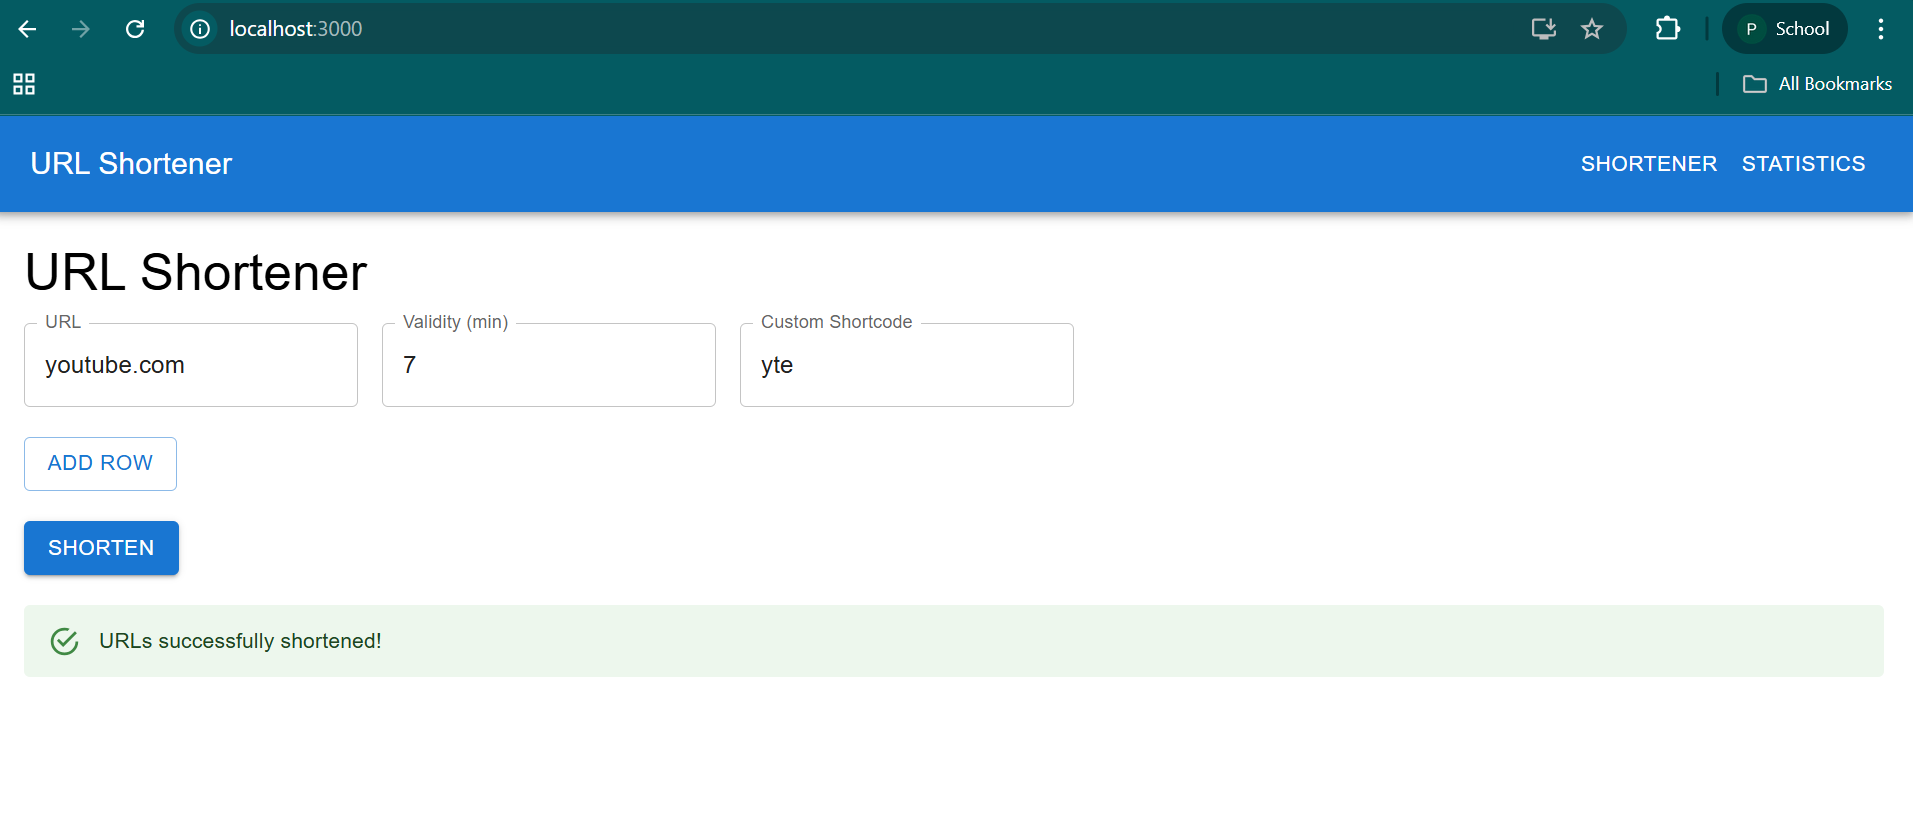 localhost:3000
P School
All Bookmarks
URL Shortener SHORTENER STATISTICS
URL Shortener
URL Validity (min) Custom Shortcode
youtube.com 7 yte
ADD ROW
SHORTEN
URLs successfully shortened!